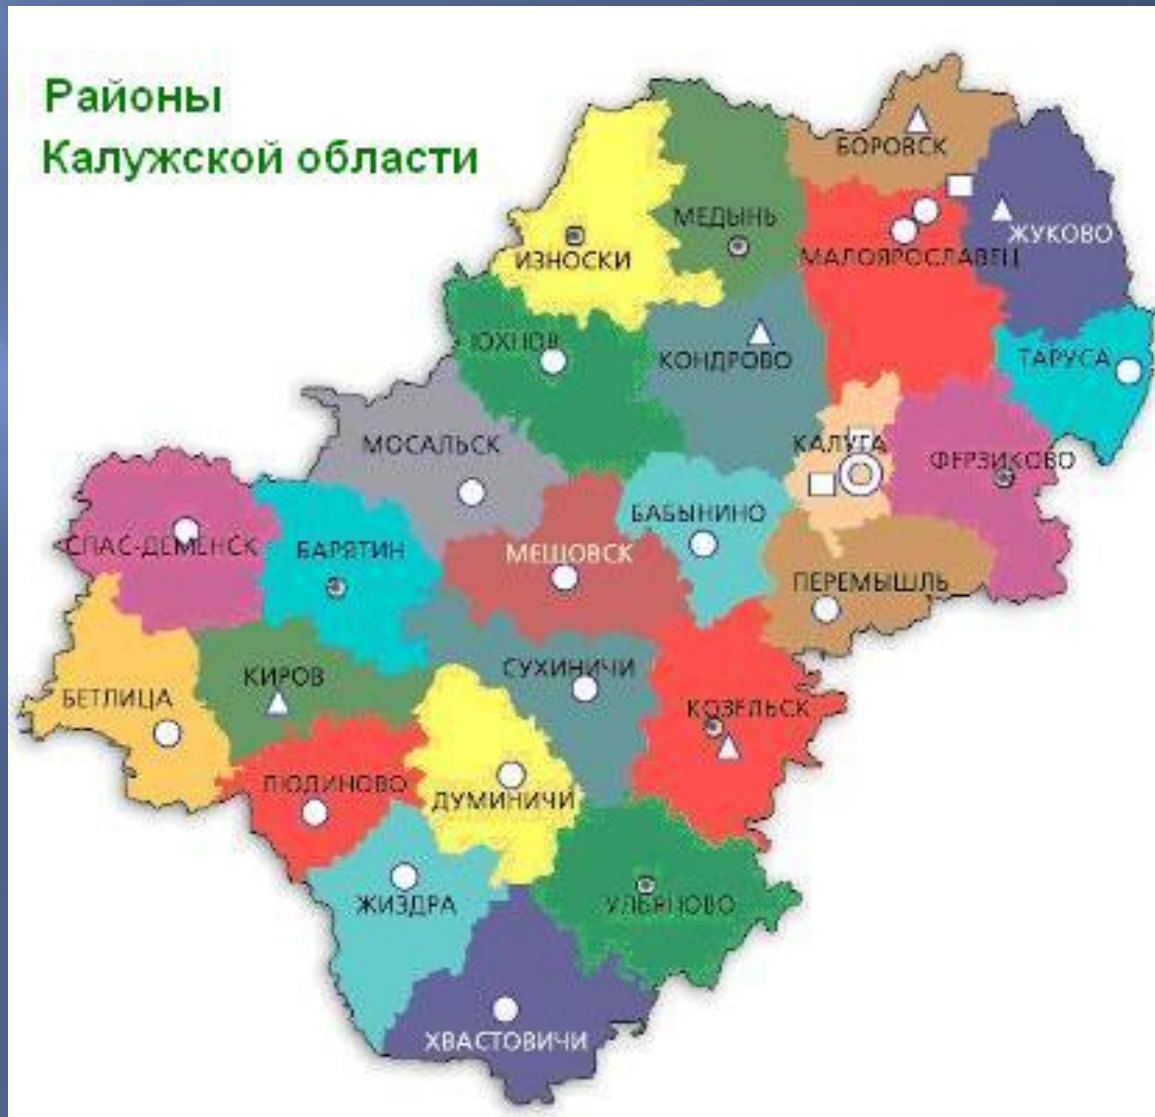 Районы
Калужской области
БОРОВСК
МЕДЫНЬ
ЖУКОВО
ИЗНОСКИ
МАЛОЯРОСЛАВЕЦ
ЮХНОВ
КОНДРОВО
ТАРУСА
МОСАЛЬСК
КАЛУГА
ФЕРЗИКОВО
БАБЫНИНО
СПАС-ДЕМЕНСК
БАРЯТИН
МЕШОВСК
ПЕРЕМЫШЛЬ
КИРОВ
СУХИНИЧИ
БЕТЛИЦА
КОЗЕЛЬСК
ЛЮДИНОВО
ДУМИНИЧИ
ЖИЗДРА
УЛЬЯНОВО
ХВАСТОВИЧИ